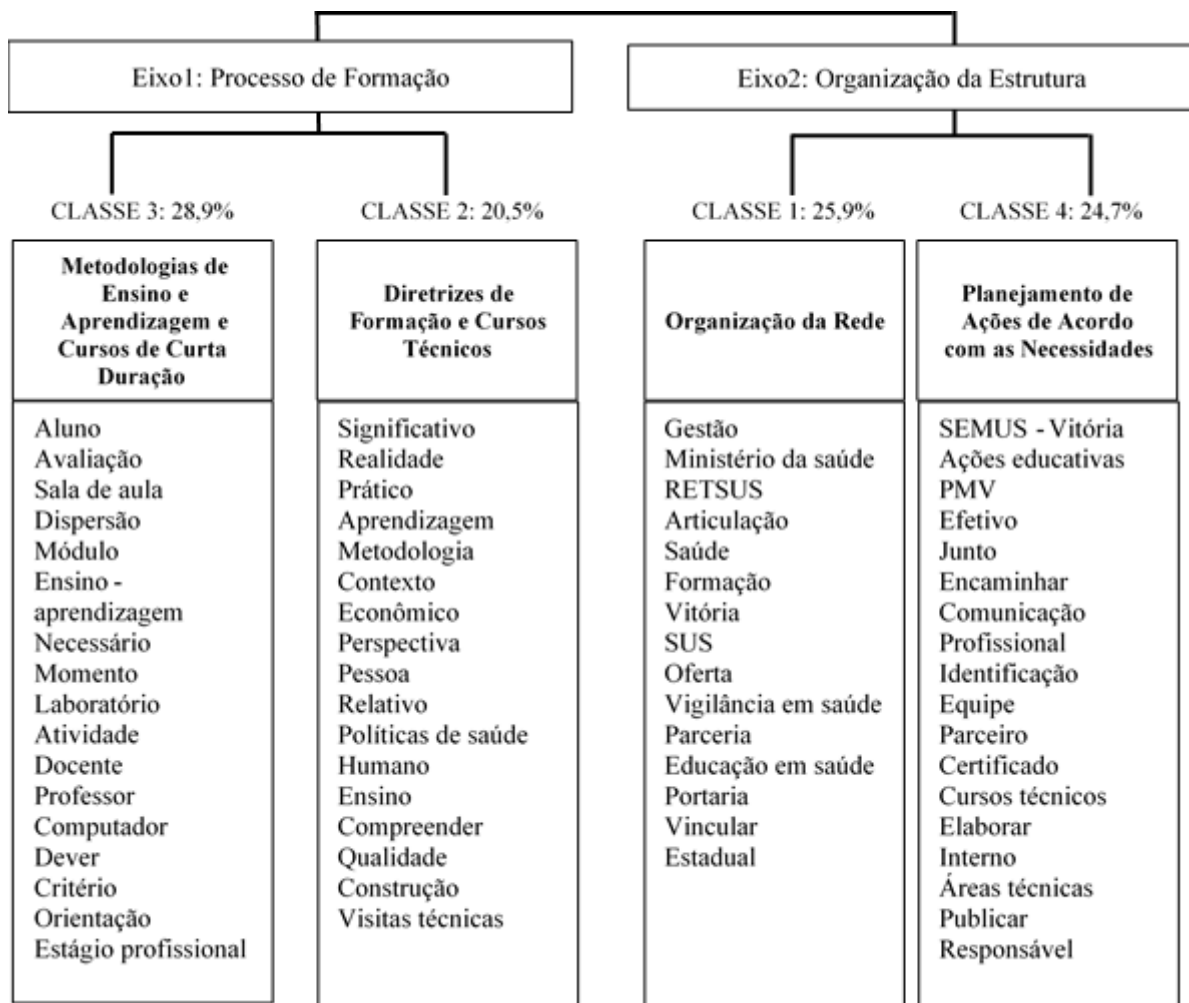 Eixo1: Processo de Formação
Eixo2: Organização da Estrutura
CLASSE 3: 28,9%
CLASSE 2: 20,5%
CLASSE 1: 25,9%
CLASSE 4: 24,7%
Metodologias de
Ensino e
Aprendizagem e
Cursos de Curta
Duração
Diretrizes de
Formação e Cursos
Técnicos
Organização da Rede
Planejamento de
Ações de Acordo
com as Necessidades
Aluno
Avaliação
Sala de aula
Dispersão
Módulo
Ensino -
aprendizagem
Necessário
Momento
Laboratório
Atividade
Docente
Professor
Computador
Dever
Critério
Orientação
Estágio profissional
Significativo
Realidade
Prático
Aprendizagem
Metodologia
Contexto
Econômico
Perspectiva
Pessoa
Relativo
Políticas de saúde
Humano
Ensino
Compreender
Qualidade
Construção
Visitas técnicas
Gestão
Ministério da saúde
RETSUS
Articulação
Saúde
Formação
Vitória
SUS
Oferta
Vigilância em saúde
Parceria
Educação em saúde
Portaria
Vincular
Estadual
SEMUS - Vitória
Ações educativas
PMV
Efetivo
Junto
Encaminhar
Comunicação
Profissional
Identificação
Equipe
Parceiro
Certificado
Cursos técnicos
Elaborar
Interno
Áreas técnicas
Publicar
Responsável